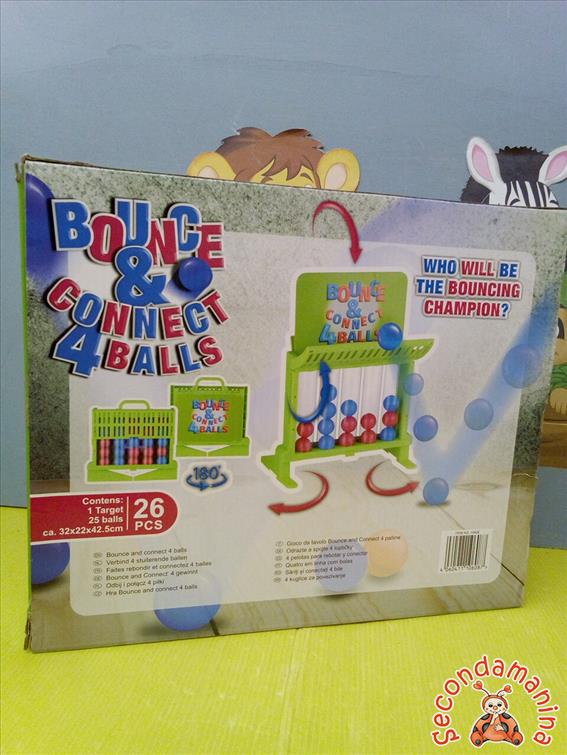 BOUNCE
&
CONNECT
4 BALLS
WHO WILL BE
THE BOUNCING
CHAMPION?
BOUNCE
&
CONNECT
4 BALLS
BOUNCE
&
CONNECT
4 BALLS
180°
Contens:
1 Target
25 balls
ca. 32x22x42.5cm
26
PCS
Bounce and connect 4 balls
Verbind 4 stuiterende ballen
Faites rebondir et connectez 4 balles
Bounce and Connect 4 gewinnt
Odbij i połącz 4 piłki
Hra Bounce and connect 4 balls
Gioco da tavolo Bounce and Connect 4 palline
Odrazte a spojte 4 loptičky
4 pelotas para rebotar y conectar
Quatro em linha com bolas
Săriți și conectați 4 bile
4 kuglice za povezivanje
Secondamanina